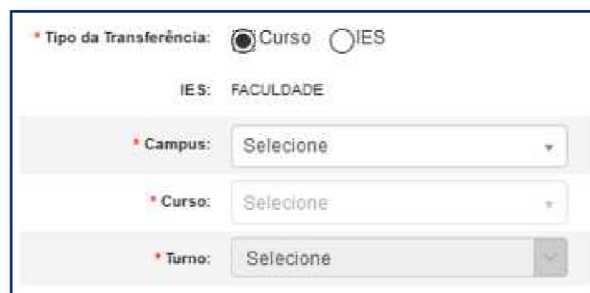 * Tipo da Transferência: Curso IES
IES: FACULDADE
* Campus: Selecione
* Curso: Selecione
* Turno: Selecione